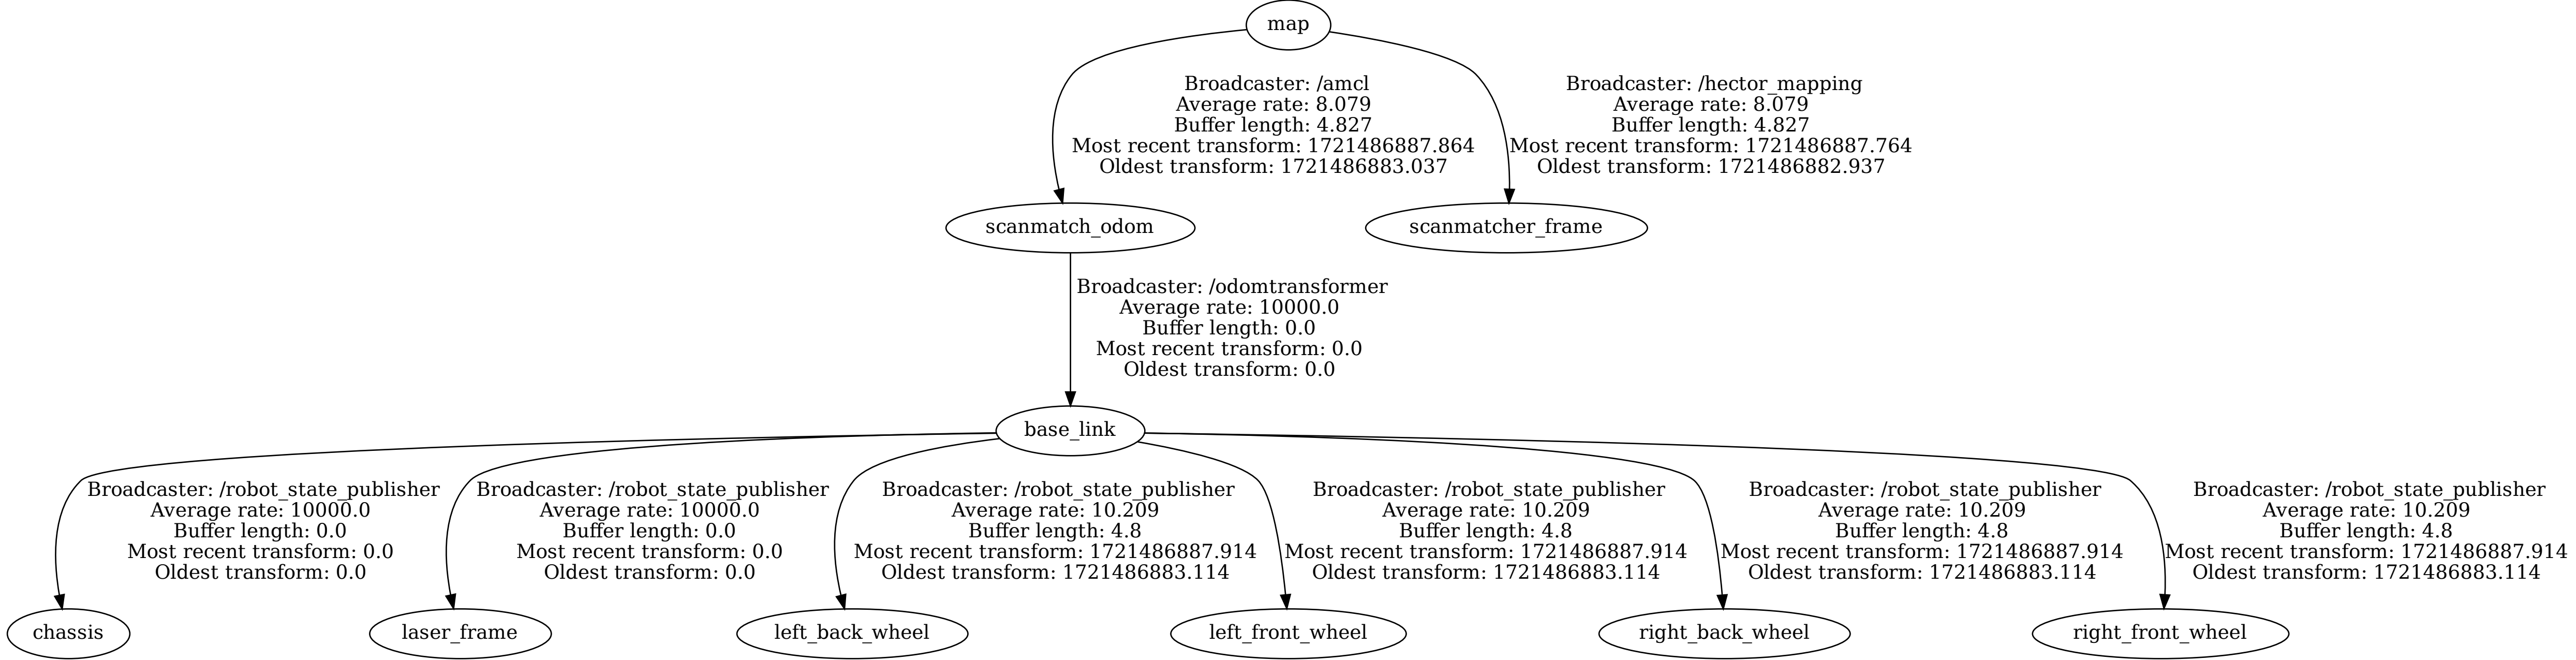 map
Broadcaster: /amcl
Average rate: 8.079
Buffer length: 4.827
Most recent transform: 1721486887.864
Oldest transform: 1721486883.037
Broadcaster: /hector_mapping
Average rate: 8.079
Buffer length: 4.827
Most recent transform: 1721486887.764
Oldest transform: 1721486882.937
scanmatch_odom
scanmatcher_frame
Broadcaster: /odomtransformer
Average rate: 10000.0
Buffer length: 0.0
Most recent transform: 0.0
Oldest transform: 0.0
base_link
Broadcaster: /robot_state_publisher
Average rate: 10000.0
Buffer length: 0.0
Most recent transform: 0.0
Oldest transform: 0.0
Broadcaster: /robot_state_publisher
Average rate: 10000.0
Buffer length: 0.0
Most recent transform: 0.0
Oldest transform: 0.0
Broadcaster: /robot_state_publisher
Average rate: 10.209
Buffer length: 4.8
Most recent transform: 1721486887.914
Oldest transform: 1721486883.114
Broadcaster: /robot_state_publisher
Average rate: 10.209
Buffer length: 4.8
Most recent transform: 1721486887.914
Oldest transform: 1721486883.114
Broadcaster: /robot_state_publisher
Average rate: 10.209
Buffer length: 4.8
Most recent transform: 1721486887.914
Oldest transform: 1721486883.114
Broadcaster: /robot_state_publisher
Average rate: 10.209
Buffer length: 4.8
Most recent transform: 1721486887.914
Oldest transform: 1721486883.114
chassis
laser_frame
left_back_wheel
left_front_wheel
right_back_wheel
right_front_wheel